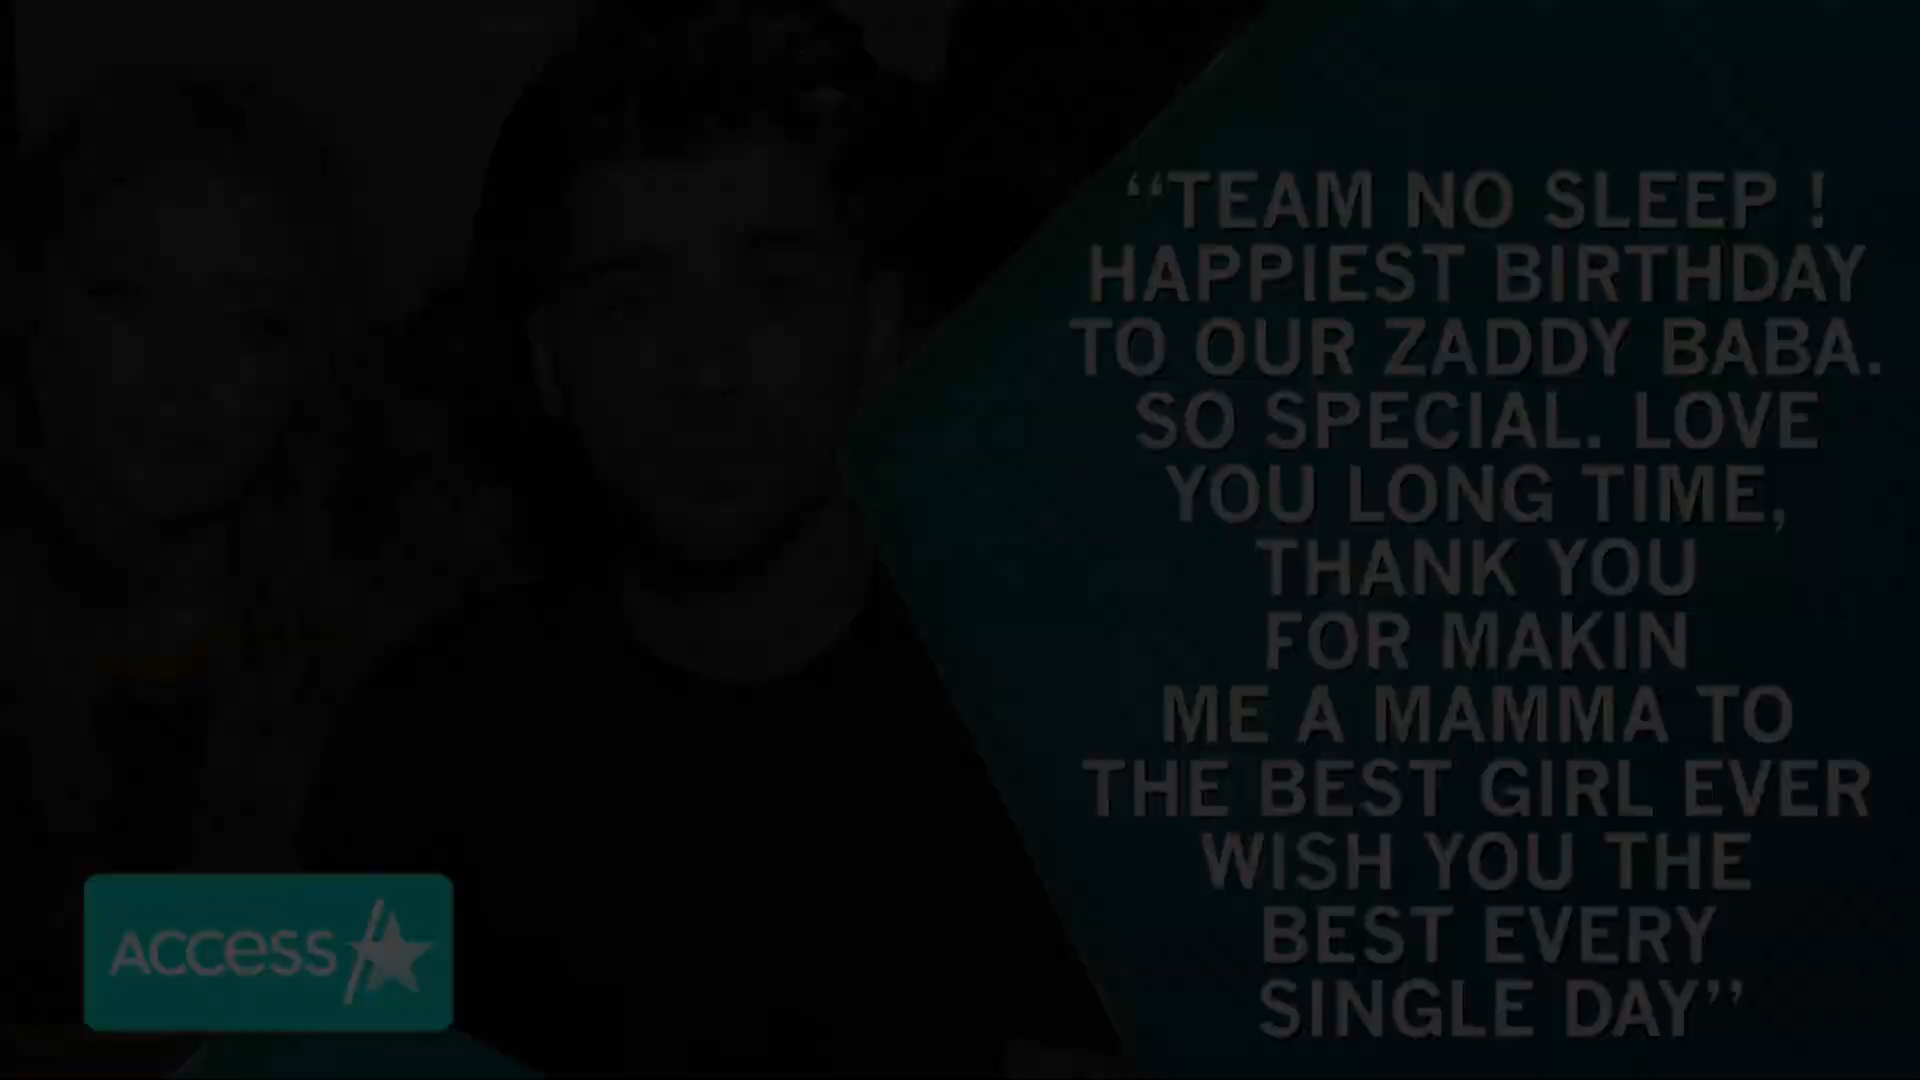 “TEAM NO SLEEP !
HAPPIEST BIRTHDAY
TO OUR ZADDY BABA.
SO SPECIAL. LOVE
YOU LONG TIME,
THANK YOU
FOR MAKIN
ME A MAMMA TO
THE BEST GIRL EVER
WISH YOU THE
BEST EVERY
SINGLE DAY”
access